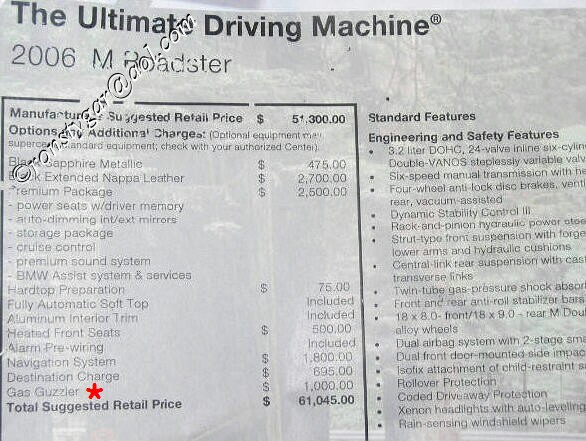 The Ultimate Driving Machine®
2006 M Roadster
©rondygar@aol.com
Manufacturer's Suggested Retail Price $ 51,300.00
Options and Additional Charges: (Optional equipment may
supercede standard equipment; check with your authorized Center).
Black Sapphire Metallic $ 475.00
Black Extended Nappa Leather $ 2,700.00
Premium Package $ 2,500.00
- power seats w/driver memory
- auto-dimming int/ext mirrors
- storage package
- cruise control
- premium sound system
- BMW Assist system & services
Hardtop Preparation $ 75.00
Fully Automatic Soft Top Included
Aluminum Interior Trim Included
Heated Front Seats $ 500.00
Alarm Pre-wiring Included
Navigation System $ 1,800.00
Destination Charge $ 695.00
Gas Guzzler * $ 1,000.00
Total Suggested Retail Price $ 61,045.00
Standard Features
Engineering and Safety Features
• 3.2 liter DOHC, 24-valve inline six-cylin
Double-VANOS steplessly variable valv
• Six-speed manual transmission with he
• Four-wheel anti-lock disc brakes, vent
rear, vacuum-assisted
• Dynamic Stability Control III
• Rack-and-pinion hydraulic power stee
• Strut-type front suspension with forge
lower arms and hydraulic cushions
• Central-link rear suspension with cast
transverse links
• Twin-tube gas-pressure shock absorb
• Front and rear anti-roll stabilizer bars
• 18 x 8.0- front/18 x 9.0 - rear M Doul
alloy wheels
• Dual airbag system with 2-stage sma
• Dual front door-mounted side impac
• Isofix attachment of child-restraint s
• Rollover Protection
• Coded Driveaway Protection
• Xenon headlights with auto-leveling
• Rain-sensing windshield wipers